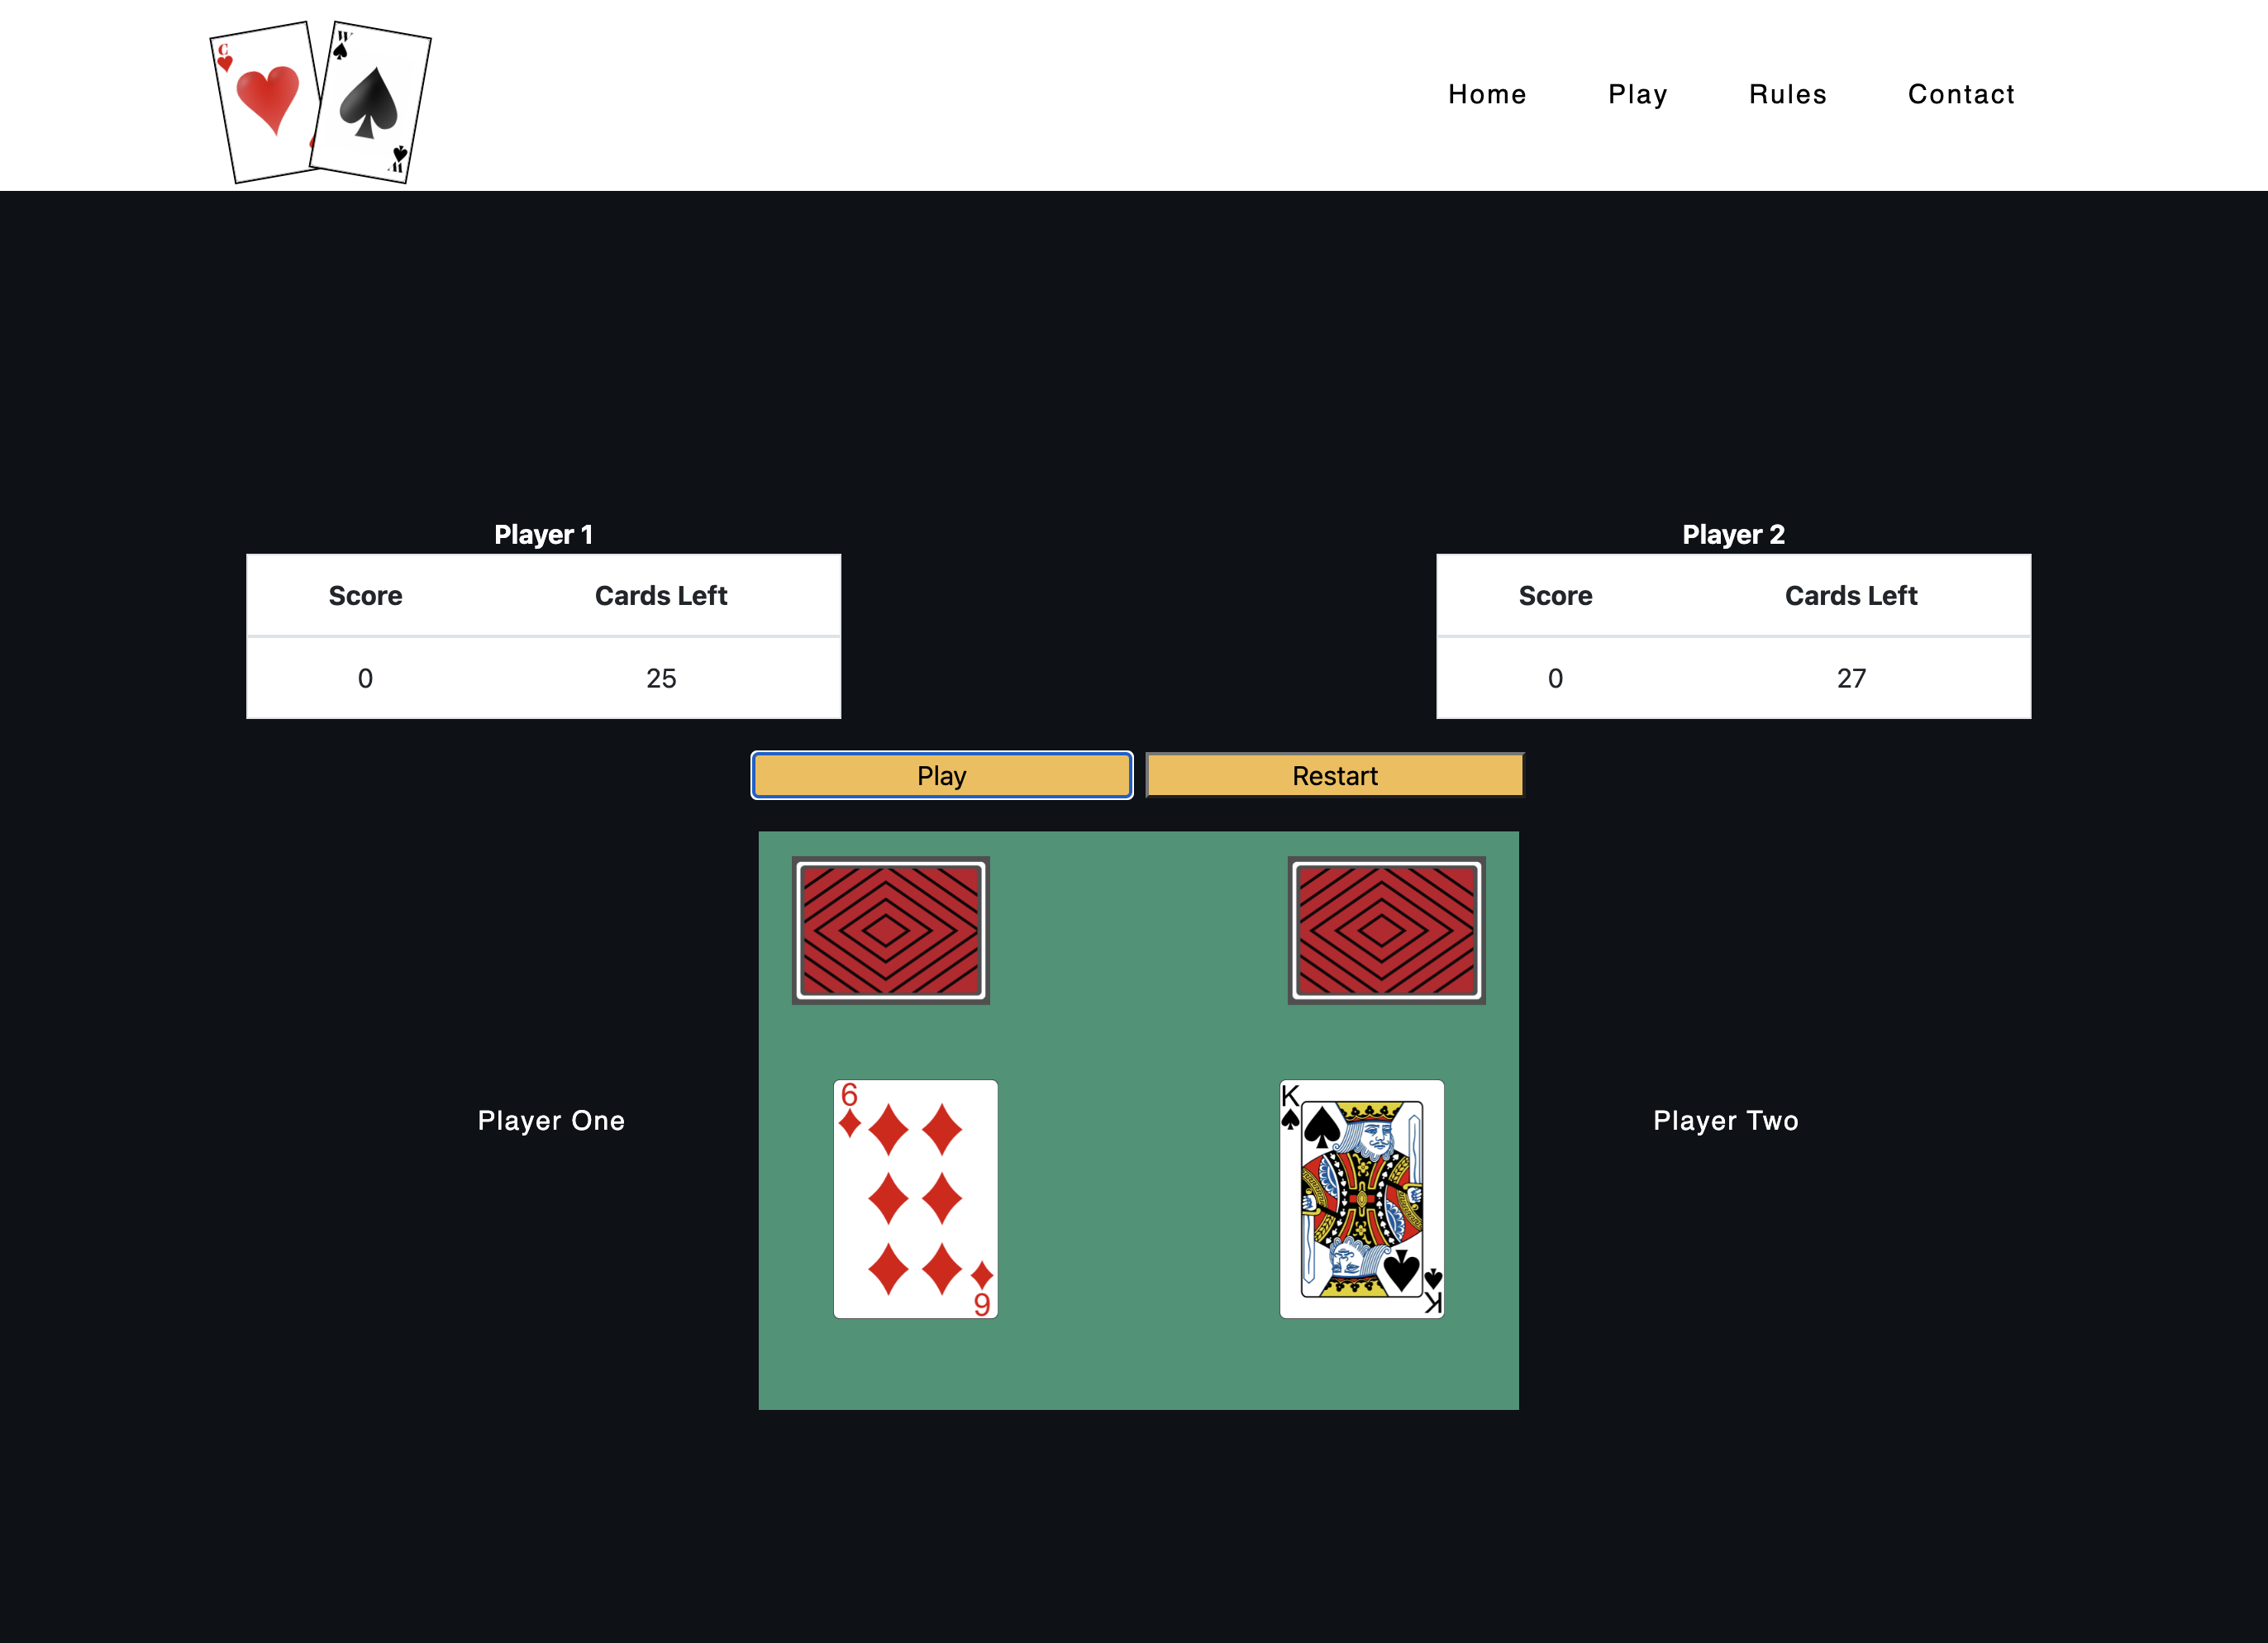 C
W
W
Home Play Rules Contact
Player 1
Player 2
Score Cards Left
Score Cards Left
0 25
0 27
Play
Restart
6
K
Player One
Player Two
6
K